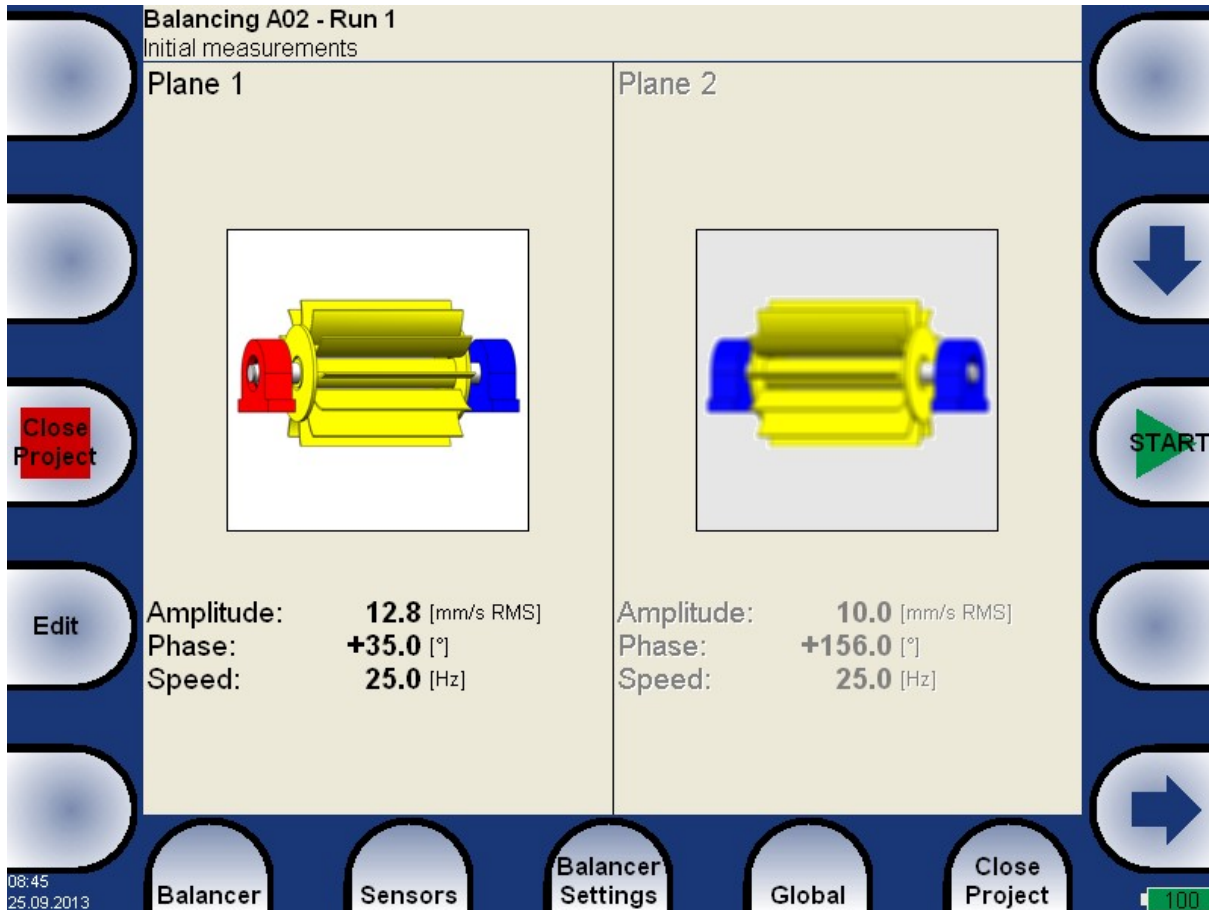 Balancing A02 - Run 1
Initial measurements
Plane 1
Plane 2
Close
Project
START
Edit
Amplitude: 12.8 [mm/s RMS]
Phase: +35.0 [°]
Speed: 25.0 [Hz]
Amplitude: 10.0 [mm/s RMS]
Phase: +156.0 [°]
Speed: 25.0 [Hz]
08:45
25.09.2013
Balancer
Sensors
Balancer
Settings
Global
Close
Project
100